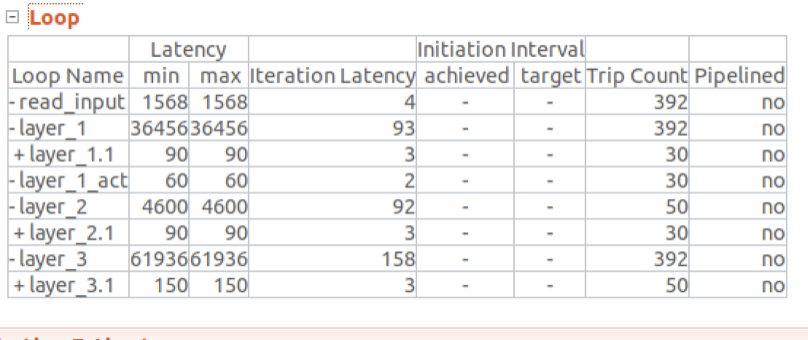 Loop
Latency Initiation Interval
Loop Name min max Iteration Latency achieved target Trip Count Pipelined
- read_input 1568 1568 4 - - 392 no
- layer_1 36456 36456 93 - - 392 no
+ layer_1.1 90 90 3 - - 30 no
- layer_1_act 60 60 2 - - 30 no
- layer_2 4600 4600 92 - - 50 no
+ layer_2.1 90 90 3 - - 30 no
- layer_3 61936 61936 158 - - 392 no
+ layer_3.1 150 150 3 - - 50 no